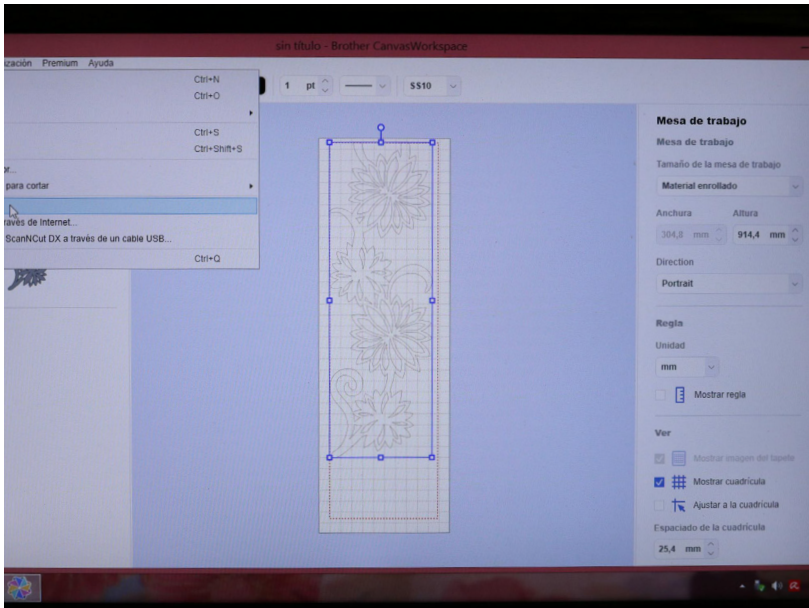 sin título - Brother CanvasWorkspace
Premium Ayuda
Ctrl+N
1 pt SS10
Ctrl+O
Mesa de trabajo
Ctrl+S
Mesa de trabajo
Ctrl+Shift+S
Tamaño de la mesa de trabajo
para cortar
Material enrollado
Anchura Altura
través de Internet...
304,8 mm 914,4 mm
ScanNCut DX a través de un cable USB...
Ctrl+Q
Direction
Portrait
Regla
Unidad
mm
Mostrar regla
Ver
Mostrar imagen del tapete
Mostrar cuadrícula
Ajustar a la cuadrícula
Espaciado de la cuadrícula
25,4 mm